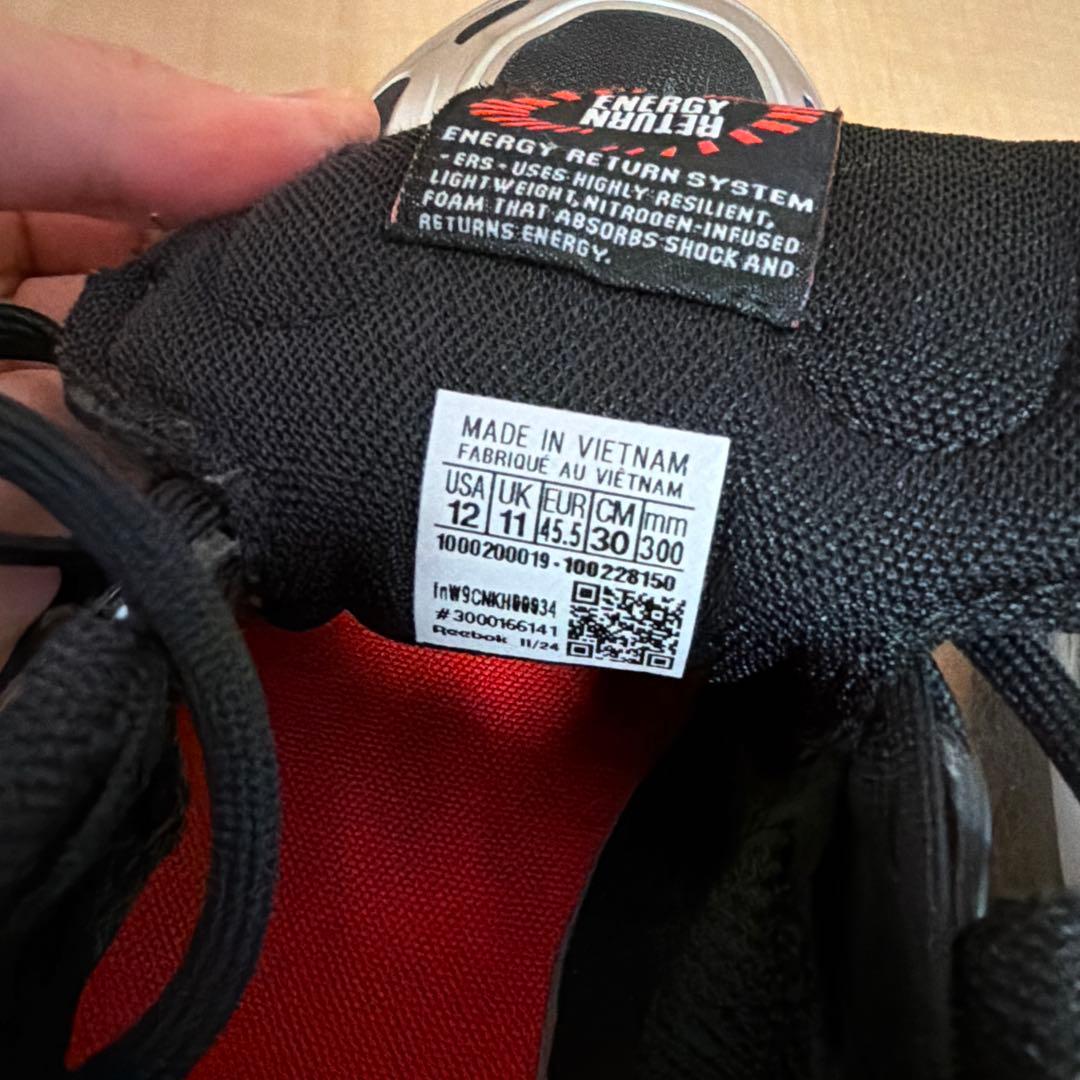 ENERGY
RETURN
ENERGY RETURN SYSTEM
- ERS - USES HIGHLY RESILIENT,
LIGHTWEIGHT, NITROGEN-INFUSED
FOAM THAT ABSORBS SHOCK AND
RETURNS ENERGY.
MADE IN VIETNAM
FABRIQUÉ AU VIÊTNAM
USA UK EUR CM mm
12 11 45.5 30 300
1000200019-100228150
#3000166141
Reebok 11/24